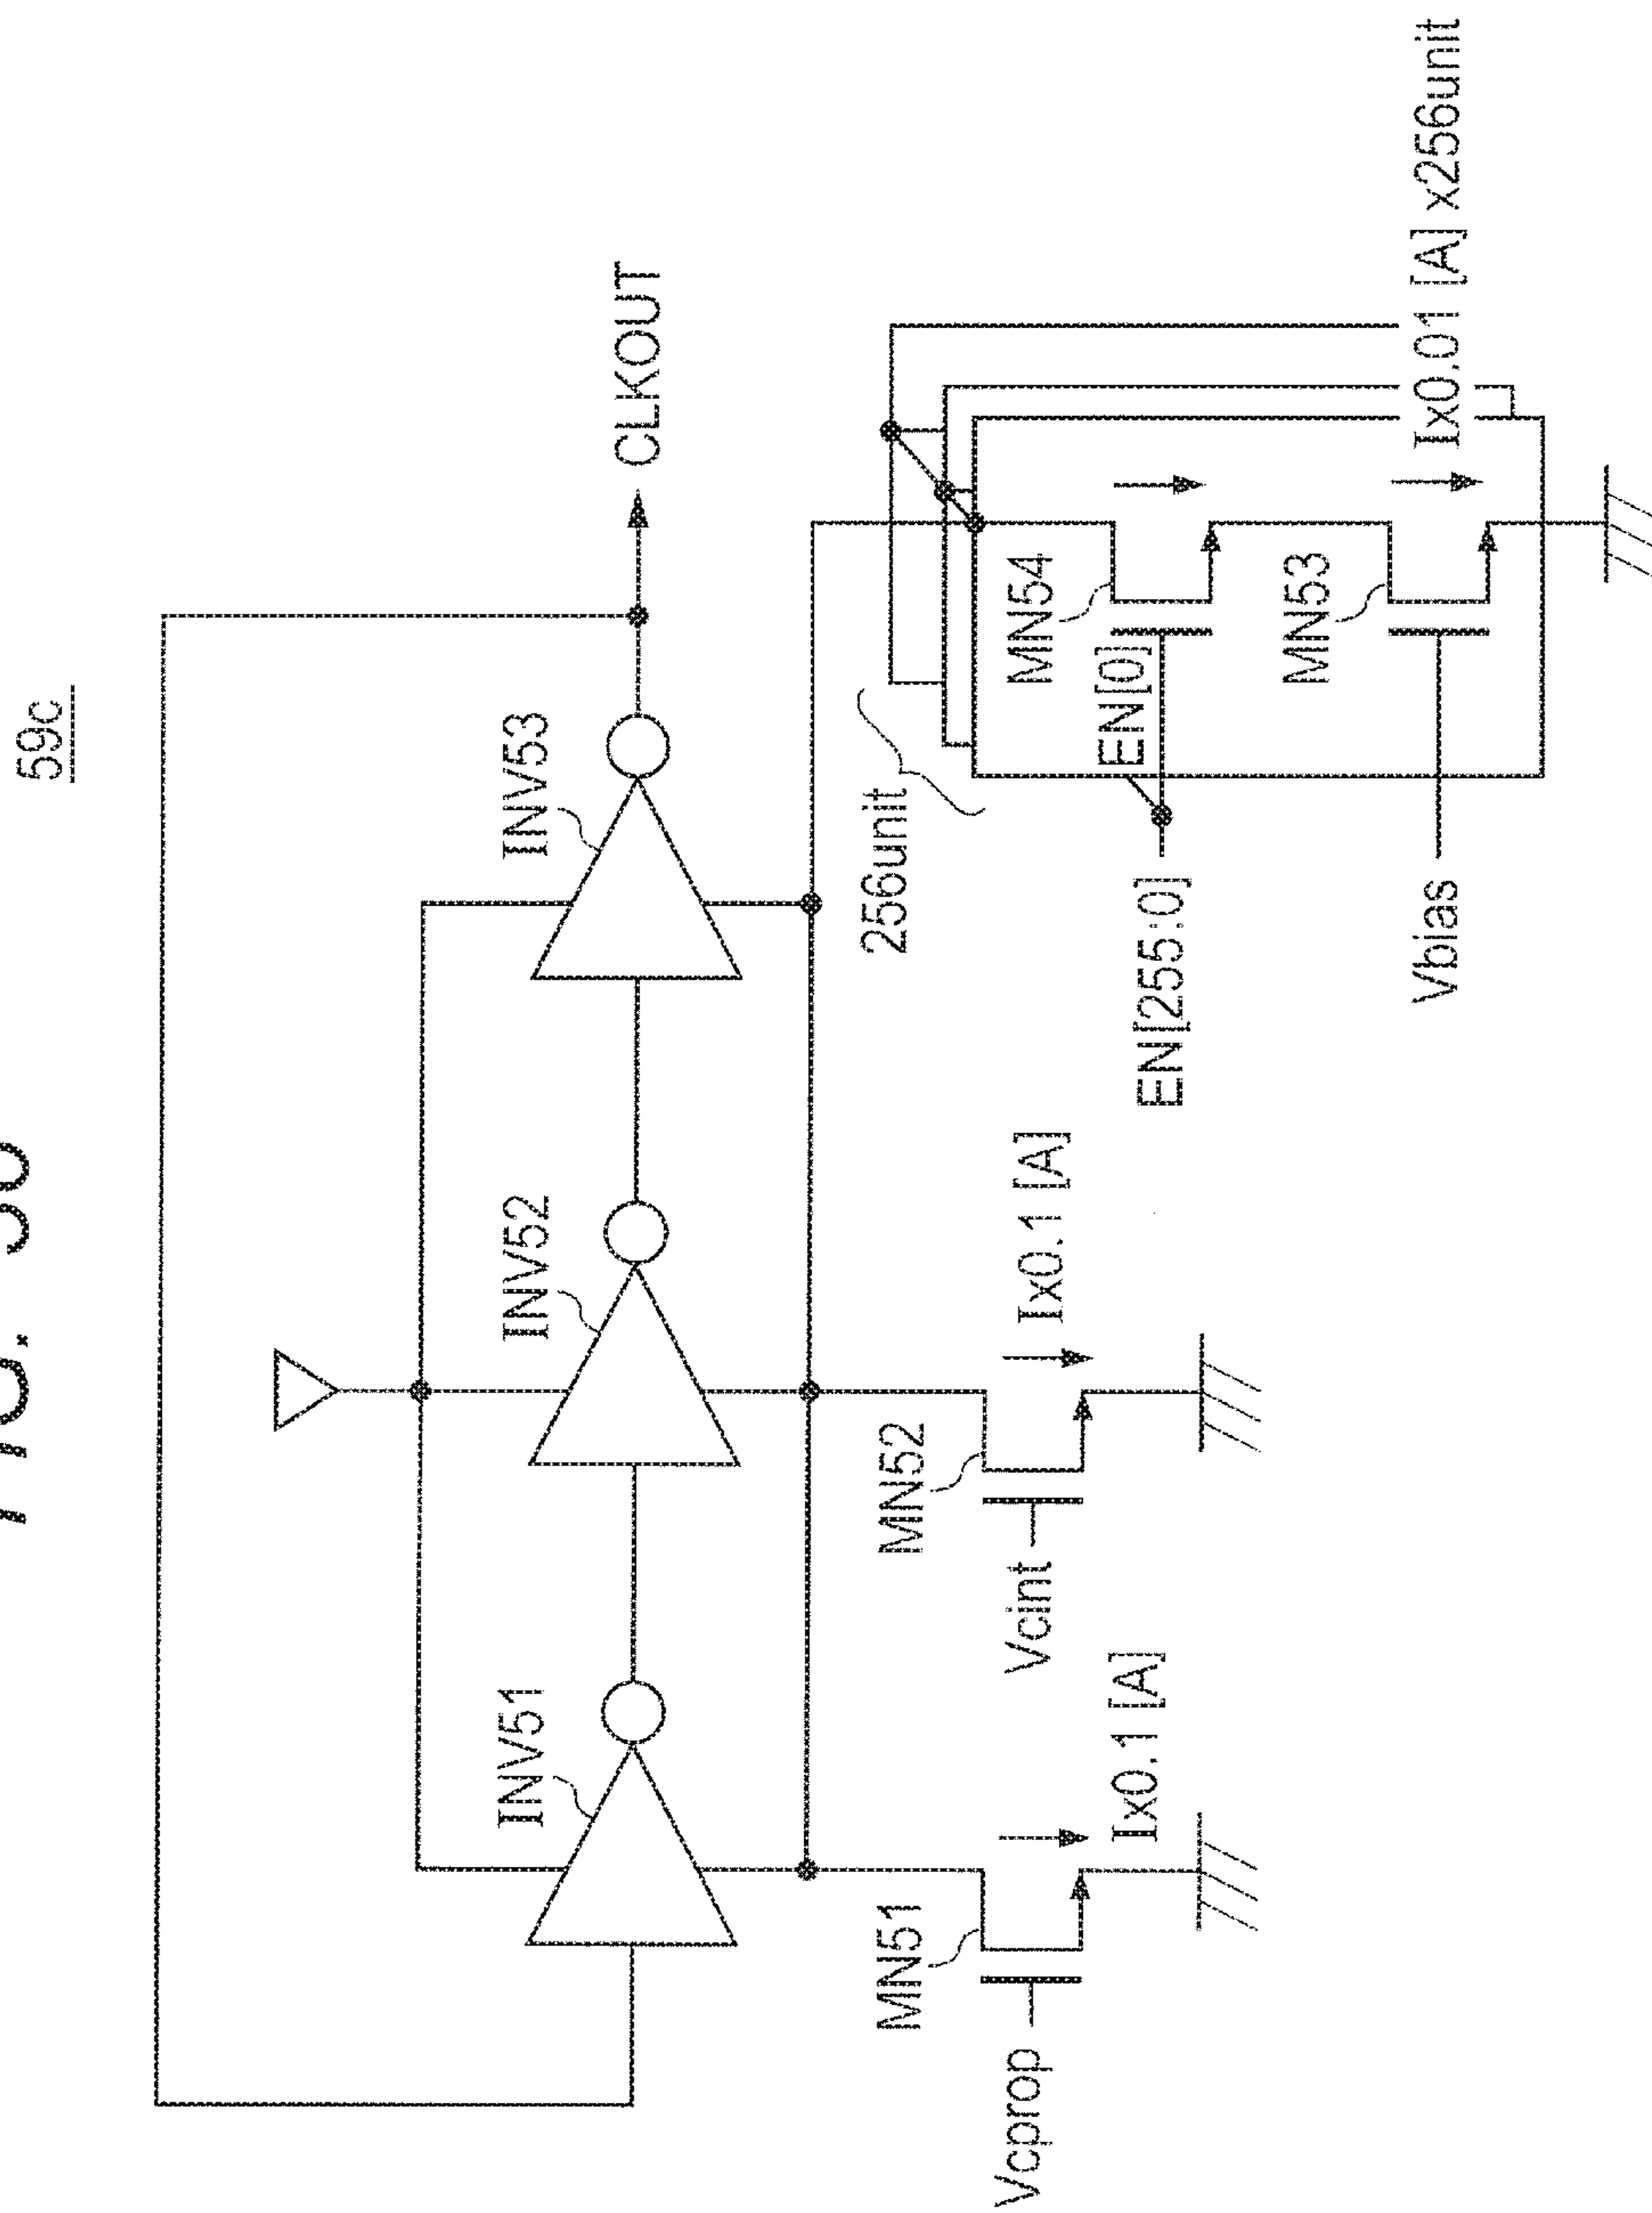 59c
CLKOUT
INV51
INV52
INV53
256unit
MN54
EN[0]
EN[255:0]
MN53
Vbias
Ix0.01 [A] x256unit
MN52
Vcint
Ix0.1 [A]
MN51
Vcprop
Ix0.1 [A]